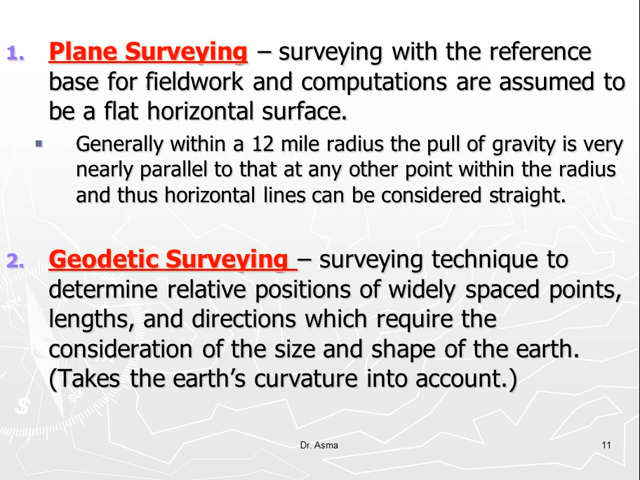 1. Plane Surveying – surveying with the reference
base for fieldwork and computations are assumed to
be a flat horizontal surface.
▪ Generally within a 12 mile radius the pull of gravity is very
nearly parallel to that at any other point within the radius
and thus horizontal lines can be considered straight.
2. Geodetic Surveying – surveying technique to
determine relative positions of widely spaced points,
lengths, and directions which require the
consideration of the size and shape of the earth.
(Takes the earth's curvature into account.)
S
Dr. Asma 11